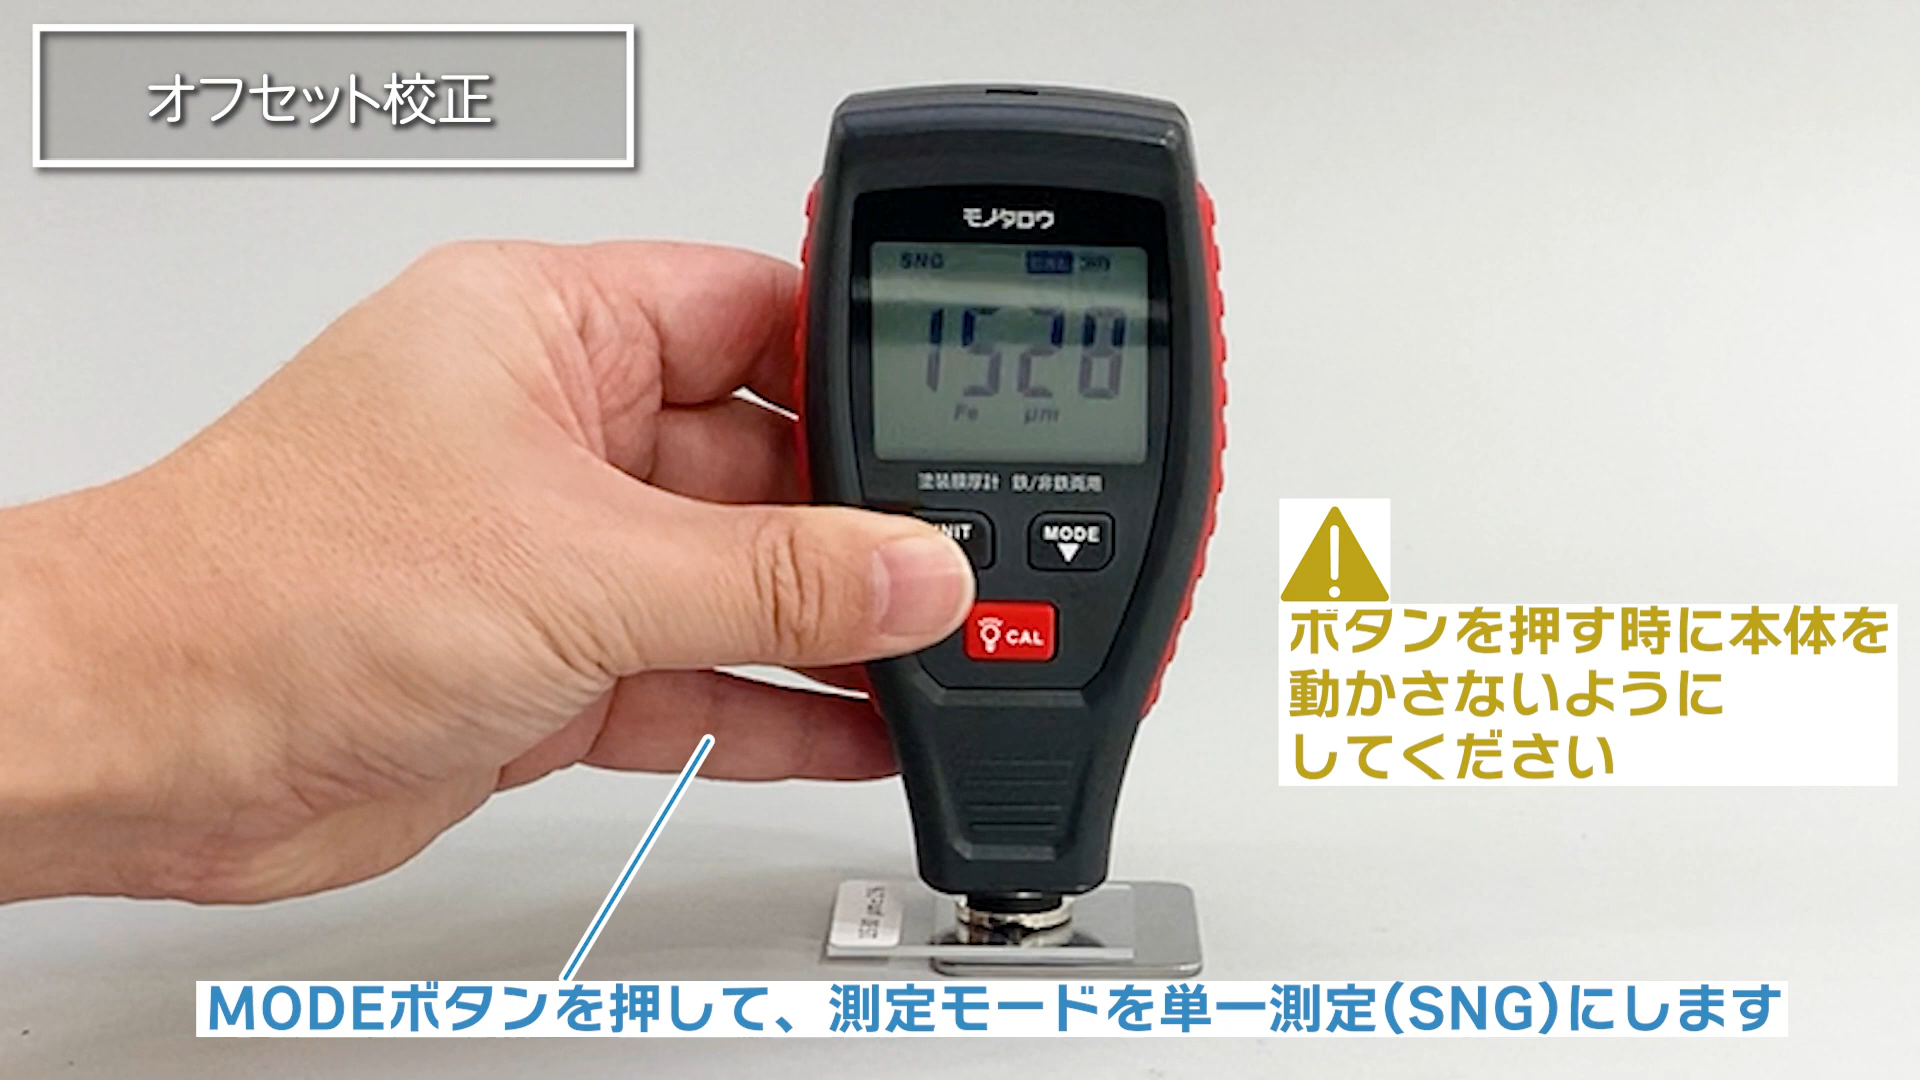 オフセット校正
モノタロウ
SNG
1528
Fe μm
塗装膜厚計 鉄/非鉄両用
MODE
CAL
ボタンを押す時に本体を
動かさないように
してください
MODEボタンを押して、測定モードを単一測定(SNG)にします